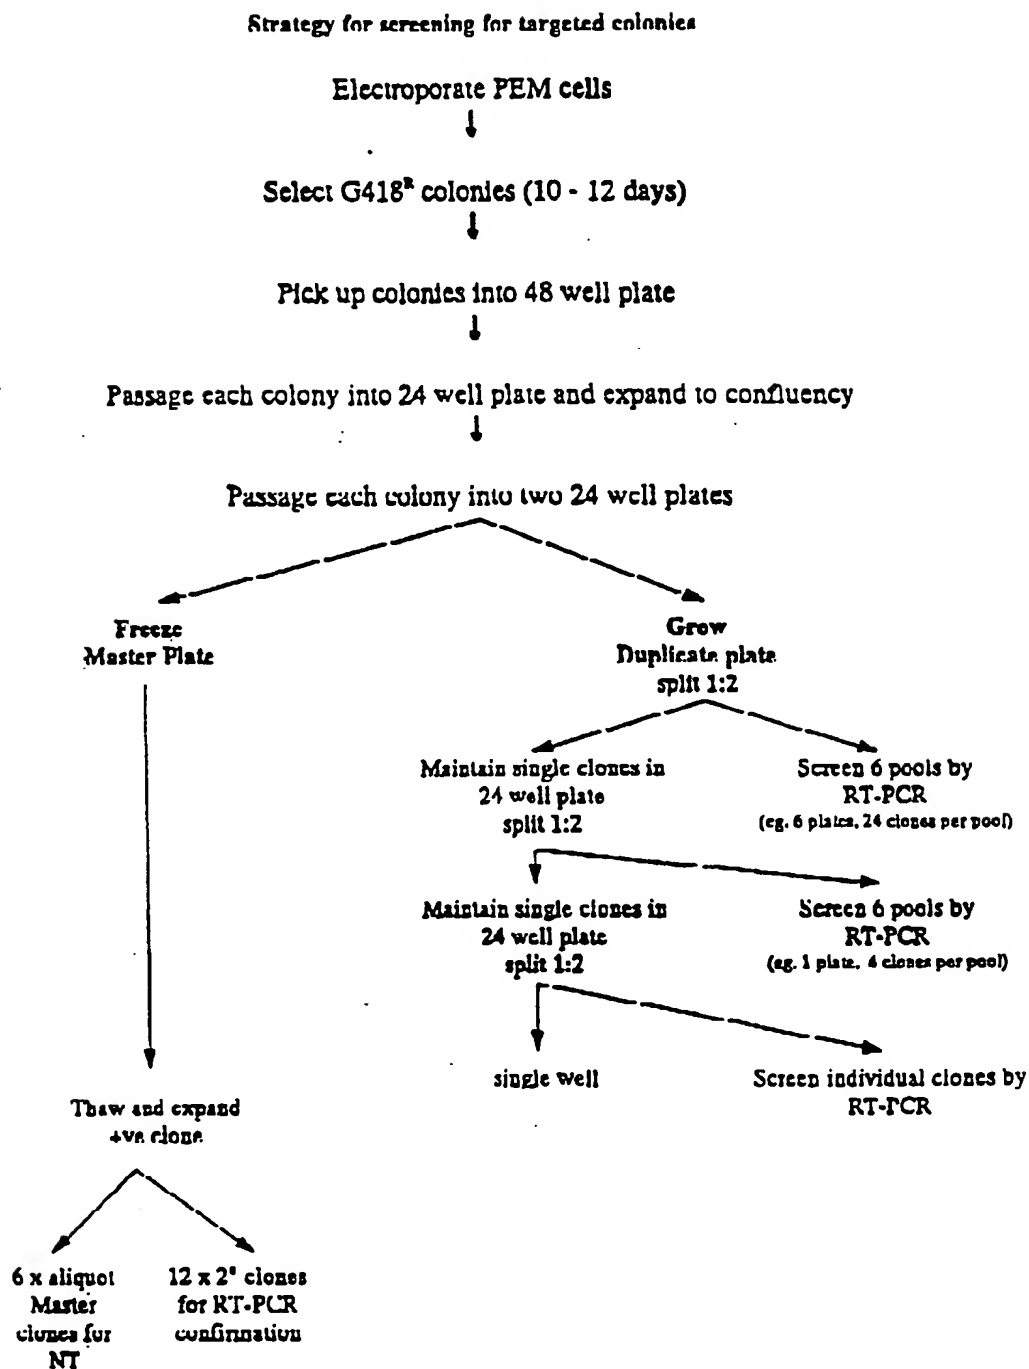 Strategy for screening for targeted colonies
Electroporate PEM cells
Select G418ᴿ colonies (10 - 12 days)
Pick up colonies into 48 well plate
Passage each colony into 24 well plate and expand to confluency
Passage each colony into two 24 well plates
Freeze
Master Plate
Grow
Duplicate plate
split 1:2
Maintain single clones in
24 well plate
split 1:2
Screen 6 pools by
RT-PCR
(eg. 6 plates, 24 clones per pool)
Maintain single clones in
24 well plate
split 1:2
Screen 6 pools by
RT-PCR
(eg. 1 plate, 4 clones per pool)
single well
Screen individual clones by
RT-PCR
Thaw and expand
+ve clone
6 x aliquot
Master
clones for
NT
12 x 2° clones
for RT-PCR
confirmation